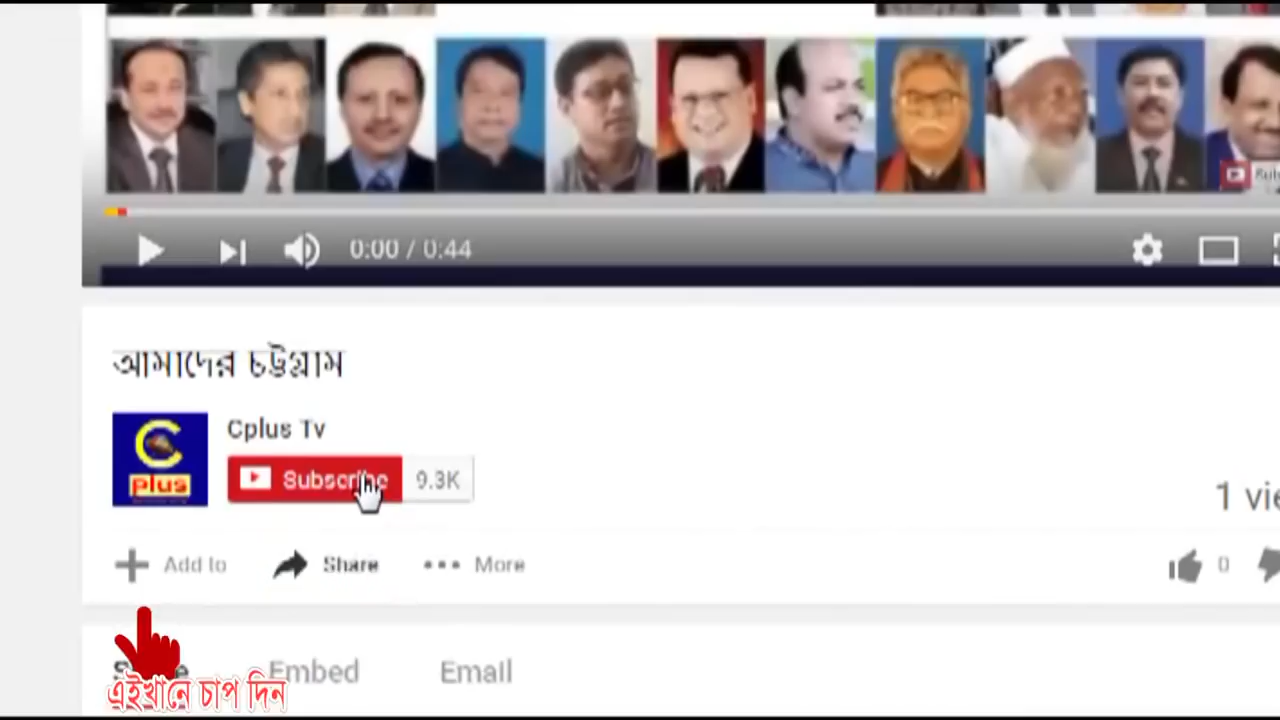 0:00 / 0:44
আমাদের চট্টগ্রাম
C plus
Cplus Tv
Subscribe 9.3K
1
Add to Share More
0
Embed Email
এইখানে চাপ দিন